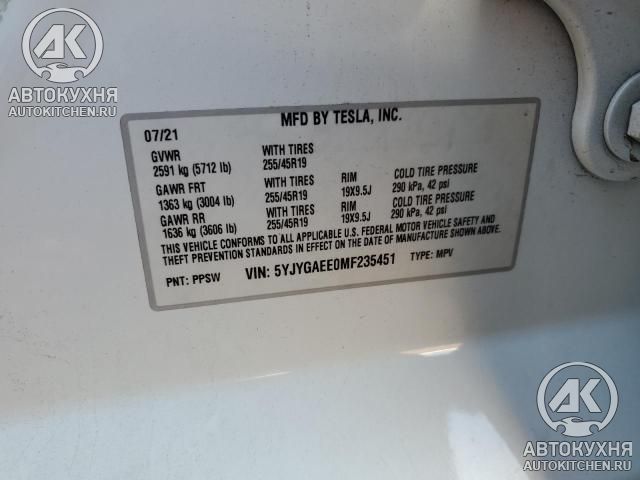 АК
АВТОКУХНЯ
AUTOKITCHEN.RU
MFD BY TESLA, INC.
07/21
GVWR WITH TIRES
2591 kg (5712 lb) 255/45R19
GAWR FRT WITH TIRES RIM COLD TIRE PRESSURE
1363 kg (3004 lb) 255/45R19 19X9.5J 290 kPa, 42 psi
GAWR RR WITH TIRES RIM COLD TIRE PRESSURE
1636 kg (3606 lb) 255/45R19 19X9.5J 290 kPa, 42 psi
THIS VEHICLE CONFORMS TO ALL APPLICABLE U.S. FEDERAL MOTOR VEHICLE SAFETY AND
THEFT PREVENTION STANDARDS IN EFFECT ON THE DATE OF MANUFACTURE SHOWN ABOVE.
PNT: PPSW VIN: 5YJYGAEE0MF235451 TYPE: MPV
АК
АВТОКУХНЯ
AUTOKITCHEN.RU